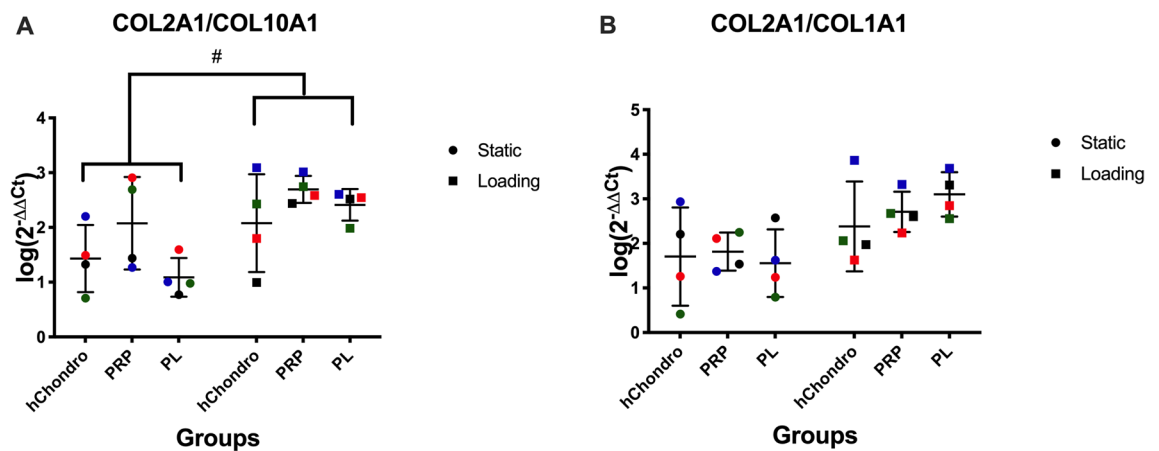 A
COL2A1/COL10A1
#
log(2-ΔΔCt)
4
3
2
1
0
hChondro
PRP
PL
hChondro
PRP
PL
Groups
Static
Loading
B
COL2A1/COL1A1
log(2-ΔΔCt)
5
4
3
2
1
0
hChondro
PRP
PL
hChondro
PRP
PL
Groups
Static
Loading